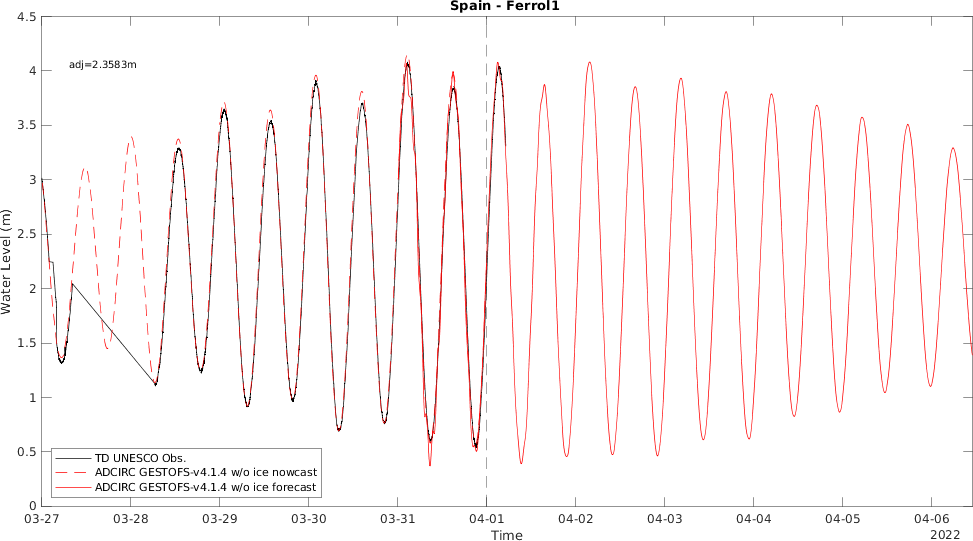 Spain - Ferrol1
4.5
4
3.5
3
2.5
2
1.5
1
0.5
0
Water Level (m)
adj=2.3583m
TD UNESCO Obs.
ADCIRC GESTOFS-v4.1.4 w/o ice nowcast
ADCIRC GESTOFS-v4.1.4 w/o ice forecast
03-27 03-28 03-29 03-30 03-31 04-01 04-02 04-03 04-04 04-05 04-06
Time
2022